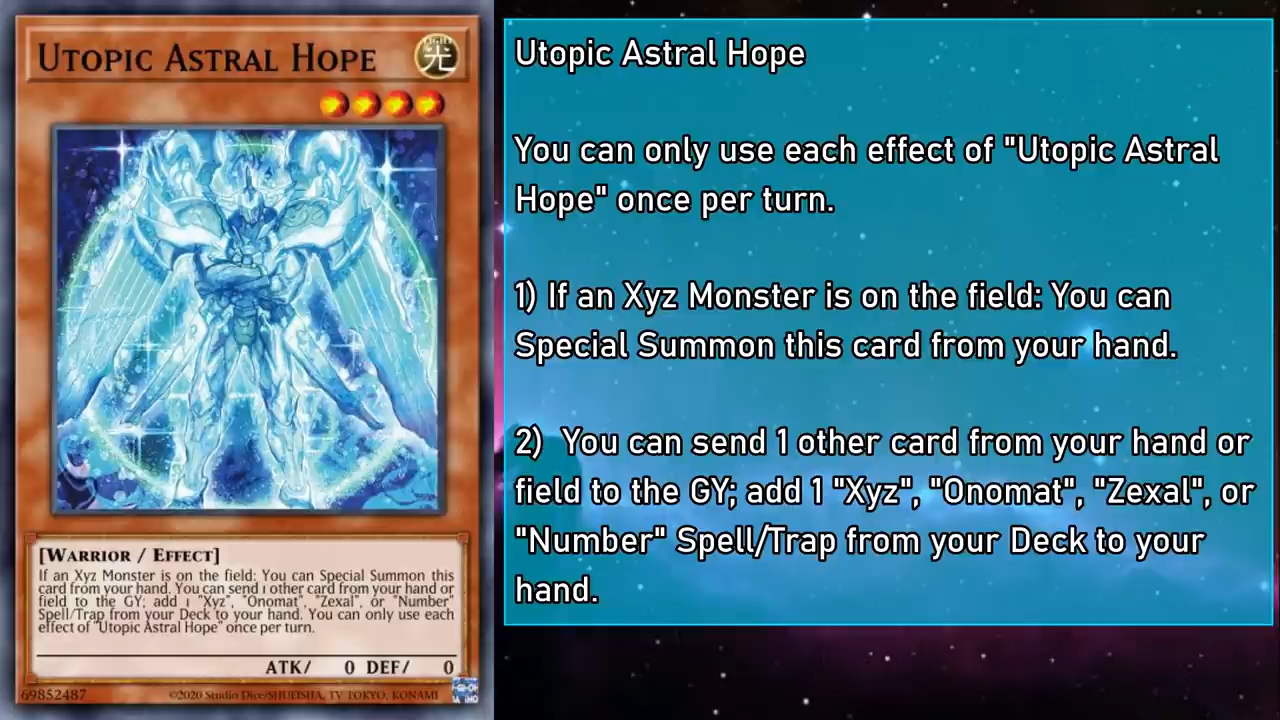 UTOPIC ASTRAL HOPE
LIGHT
光
[WARRIOR / EFFECT]
If an Xyz Monster is on the field: You can Special Summon this
card from your hand. You can send 1 other card from your hand or
field to the GY; add 1 "Xyz", "Onomat", "Zexal", or "Number"
Spell/Trap from your Deck to your hand. You can only use each
effect of "Utopic Astral Hope" once per turn.
ATK/ 0 DEF/ 0
69852487
©2020 Studio Dice/SHUEISHA, TV TOKYO, KONAMI
Utopic Astral Hope
You can only use each effect of "Utopic Astral
Hope" once per turn.
1) If an Xyz Monster is on the field: You can
Special Summon this card from your hand.
2) You can send 1 other card from your hand or
field to the GY; add 1 "Xyz", "Onomat", "Zexal", or
"Number" Spell/Trap from your Deck to your
hand.